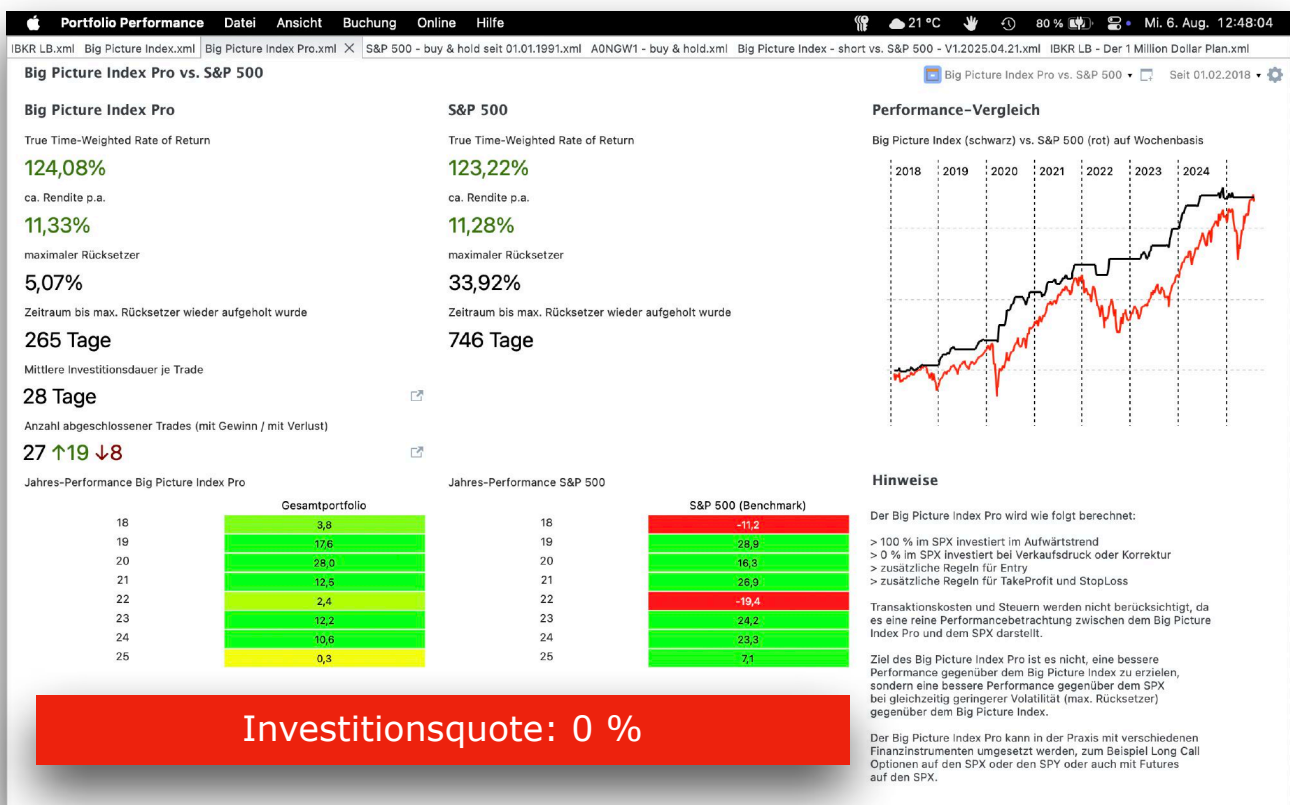 Portfolio Performance Datei Ansicht Buchung Online Hilfe 21 °C 80 % Mi. 6. Aug. 12:48:04
IBKR LB.xml Big Picture Index.xml Big Picture Index Pro.xml S&P 500 - buy & hold seit 01.01.1991.xml A0NGW1 - buy & hold.xml Big Picture Index - short vs. S&P 500 - V1.2025.04.21.xml IBKR LB - Der 1 Million Dollar Plan.xml
Big Picture Index Pro vs. S&P 500
Big Picture Index Pro vs. S&P 500 Seit 01.02.2018
Big Picture Index Pro
True Time-Weighted Rate of Return
124,08%
ca. Rendite p.a.
11,33%
maximaler Rücksetzer
5,07%
Zeitraum bis max. Rücksetzer wieder aufgeholt wurde
265 Tage
Mittlere Investitionsdauer je Trade
28 Tage
Anzahl abgeschlossener Trades (mit Gewinn / mit Verlust)
27 ↑19 ↓8
Jahres-Performance Big Picture Index Pro
Gesamtportfolio
18 3,8
19 17,6
20 28,0
21 12,5
22 2,4
23 12,2
24 10,6
25 0,3
S&P 500
True Time-Weighted Rate of Return
123,22%
ca. Rendite p.a.
11,28%
maximaler Rücksetzer
33,92%
Zeitraum bis max. Rücksetzer wieder aufgeholt wurde
746 Tage
Jahres-Performance S&P 500
S&P 500 (Benchmark)
18 -11,2
19 28,9
20 16,3
21 26,9
22 -19,4
23 24,2
24 23,3
25 7,1
Investitionsquote: 0 %
Performance-Vergleich
Big Picture Index (schwarz) vs. S&P 500 (rot) auf Wochenbasis
2018 2019 2020 2021 2022 2023 2024
Hinweise
Der Big Picture Index Pro wird wie folgt berechnet:
> 100 % im SPX investiert im Aufwärtstrend
> 0 % im SPX investiert bei Verkaufsdruck oder Korrektur
> zusätzliche Regeln für Entry
> zusätzliche Regeln für TakeProfit und StopLoss
Transaktionskosten und Steuern werden nicht berücksichtigt, da
es eine reine Performancebetrachtung zwischen dem Big Picture
Index Pro und dem SPX darstellt.
Ziel des Big Picture Index Pro ist es nicht, eine bessere
Performance gegenüber dem Big Picture Index zu erzielen,
sondern eine bessere Performance gegenüber dem SPX
bei gleichzeitig geringerer Volatilität (max. Rücksetzer)
gegenüber dem Big Picture Index.
Der Big Picture Index Pro kann in der Praxis mit verschiedenen
Finanzinstrumenten umgesetzt werden, zum Beispiel Long Call
Optionen auf den SPX oder den SPY oder auch mit Futures
auf den SPX.